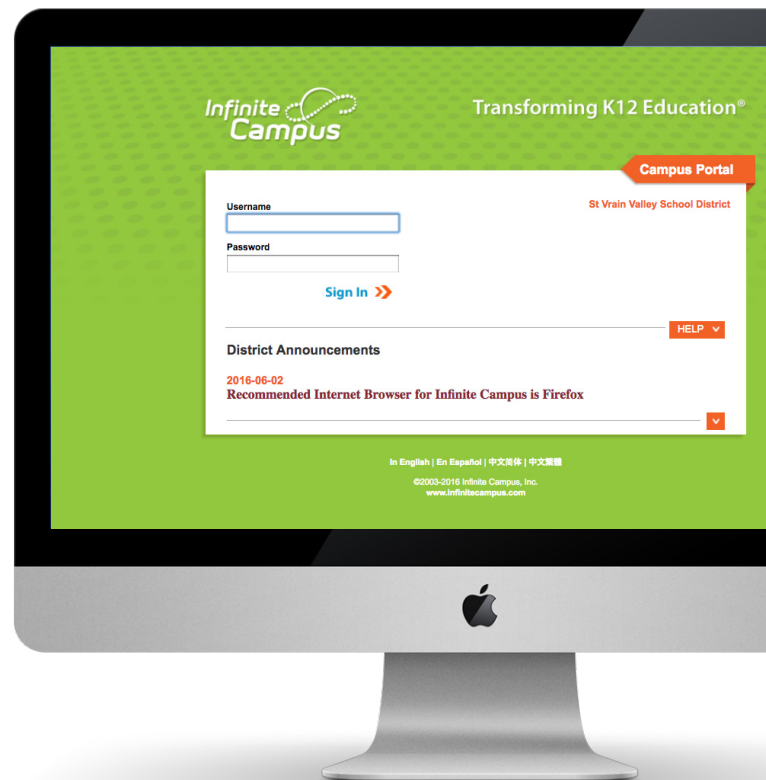 Infinite
Campus
Transforming K12 Education®
Campus Portal
St Vrain Valley School District
Username
Password
Sign In
HELP
District Announcements
2016-06-02
Recommended Internet Browser for Infinite Campus is Firefox
In English | En Español | 中文简体 | 中文繁體
©2003-2016 Infinite Campus, Inc.
www.infinitecampus.com